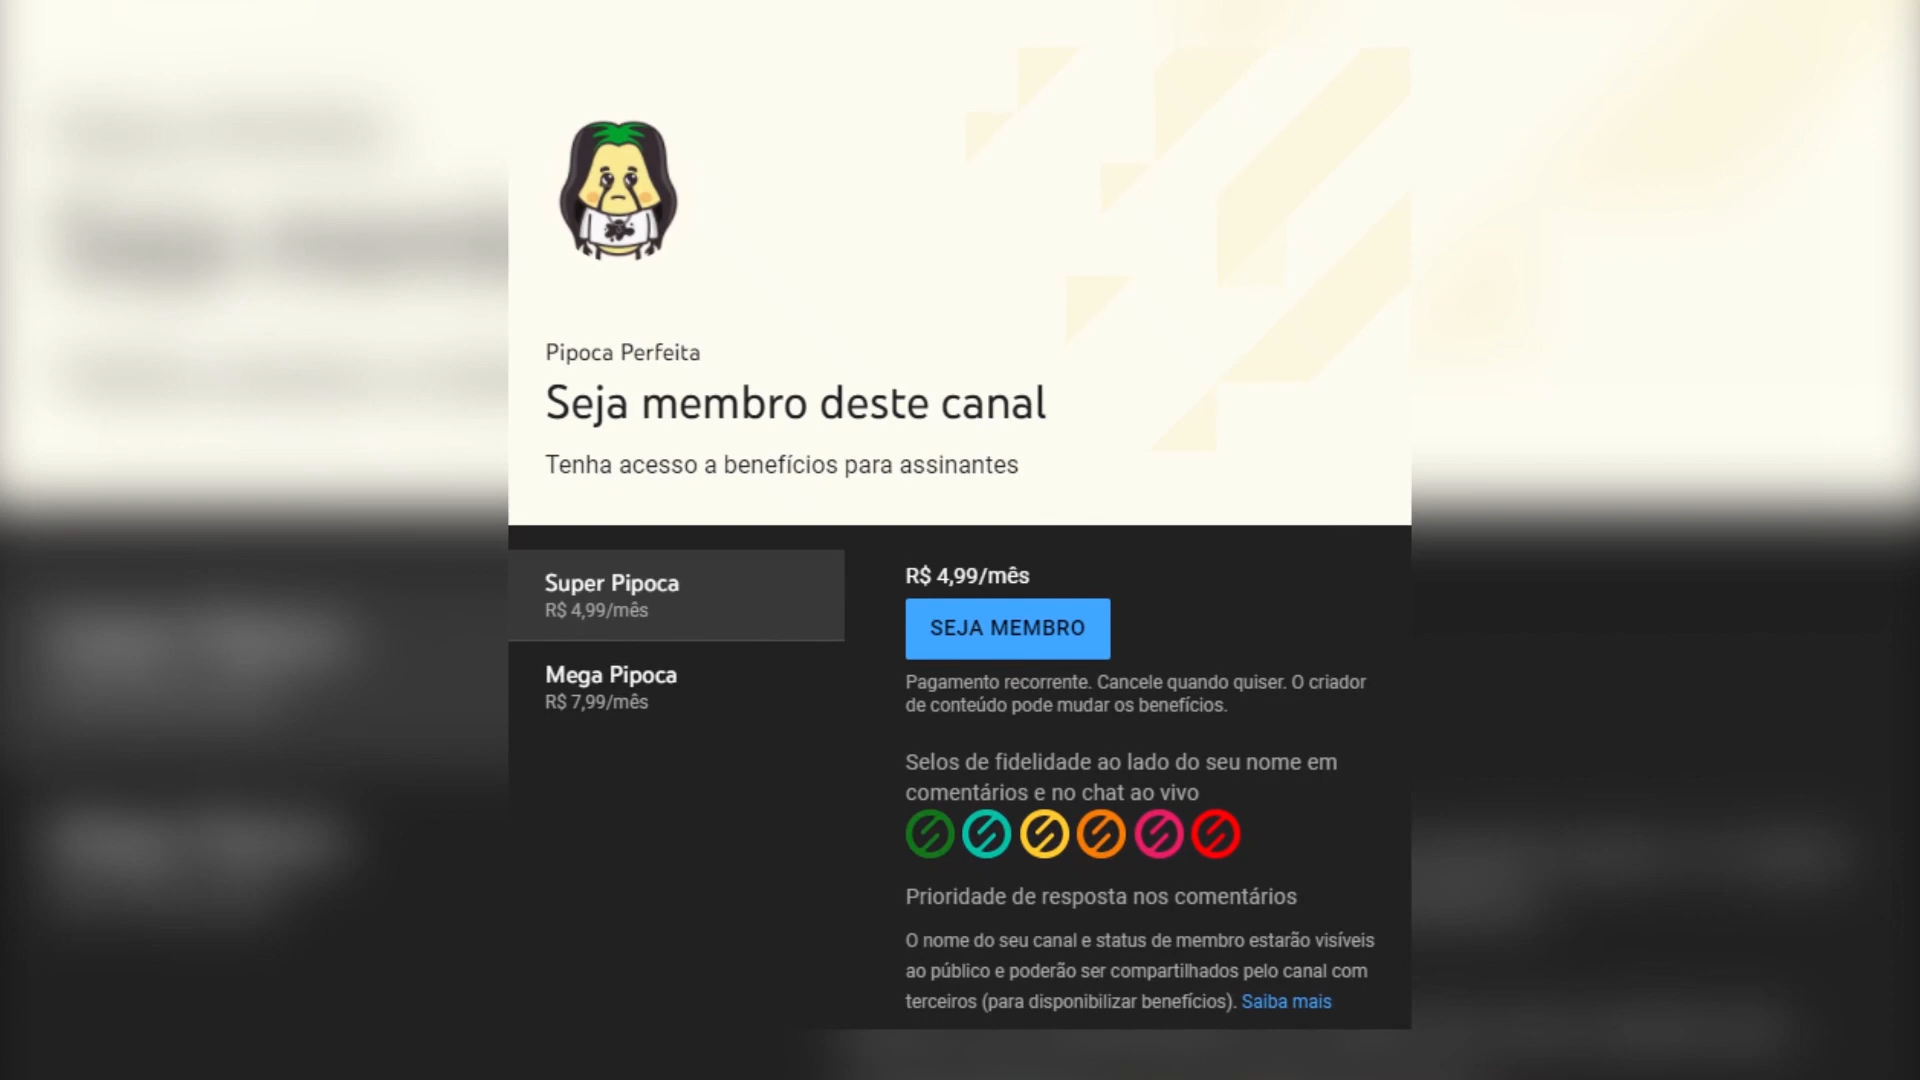 Pipoca Perfeita
Seja membro deste canal
Tenha acesso a benefícios para assinantes
Super Pipoca
R$ 4,99/mês
Mega Pipoca
R$ 7,99/mês
R$ 4,99/mês
SEJA MEMBRO
Pagamento recorrente. Cancele quando quiser. O criador
de conteúdo pode mudar os benefícios.
Selos de fidelidade ao lado do seu nome em
comentários e no chat ao vivo
Prioridade de resposta nos comentários
O nome do seu canal e status de membro estarão visíveis
ao público e poderão ser compartilhados pelo canal com
terceiros (para disponibilizar benefícios). Saiba mais